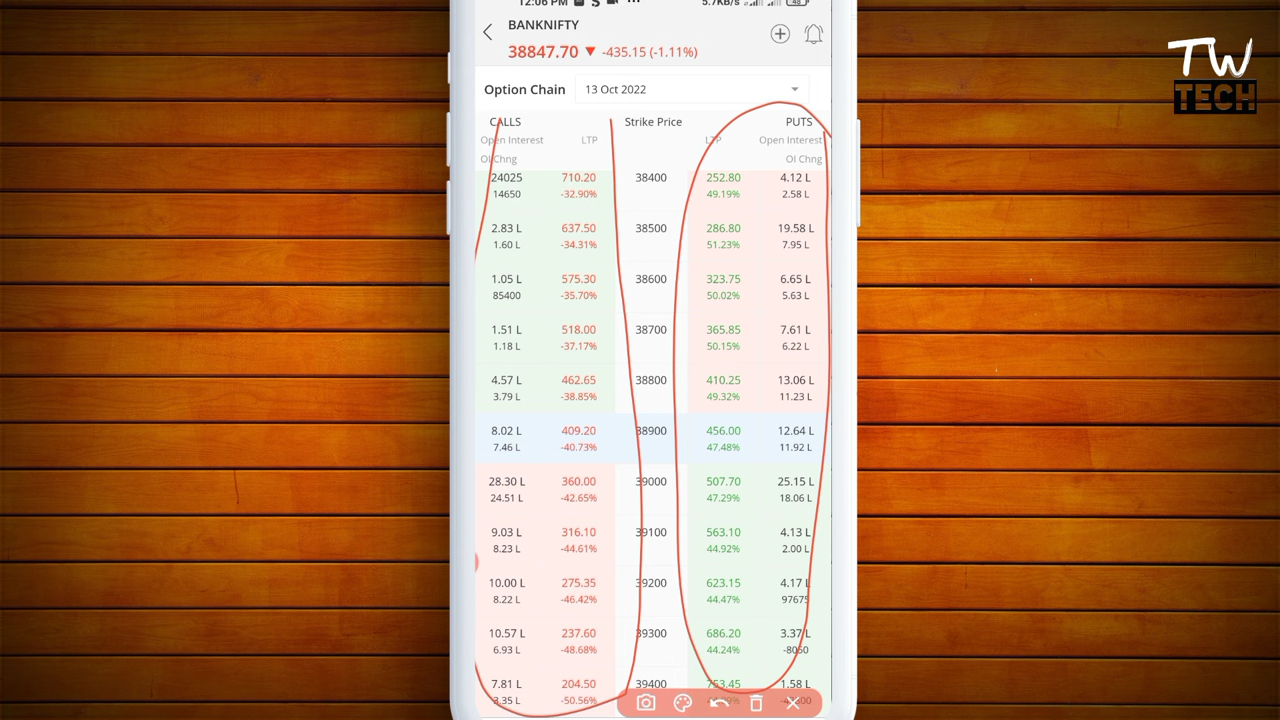 12:06 PM S ... 5.7KB/s 48
BANKNIFTY
38847.70 ▼ -435.15 (-1.11%)
Option Chain 13 Oct 2022
CALLS Strike Price PUTS
Open Interest LTP LTP Open Interest
OI Chng OI Chng
24025 710.20 38400 252.80 4.12 L
14650 -32.90% 49.19% 2.58 L
2.83 L 637.50 38500 286.80 19.58 L
1.60 L -34.31% 51.23% 7.95 L
1.05 L 575.30 38600 323.75 6.65 L
85400 -35.70% 50.02% 5.63 L
1.51 L 518.00 38700 365.85 7.61 L
1.18 L -37.17% 50.15% 6.22 L
4.57 L 462.65 38800 410.25 13.06 L
3.79 L -38.85% 49.32% 11.23 L
8.02 L 409.20 38900 456.00 12.64 L
7.46 L -40.73% 47.48% 11.92 L
28.30 L 360.00 39000 507.70 25.15 L
24.51 L -42.65% 47.29% 18.06 L
9.03 L 316.10 39100 563.10 4.13 L
8.23 L -44.61% 44.92% 2.00 L
10.00 L 275.35 39200 623.15 4.17 L
8.22 L -46.42% 44.47% 97675
10.57 L 237.60 39300 686.20 3.37 L
6.93 L -48.68% 44.24% -8050
7.81 L 204.50 39400 753.45 1.58 L
3.35 L -50.56%
TW
TECH